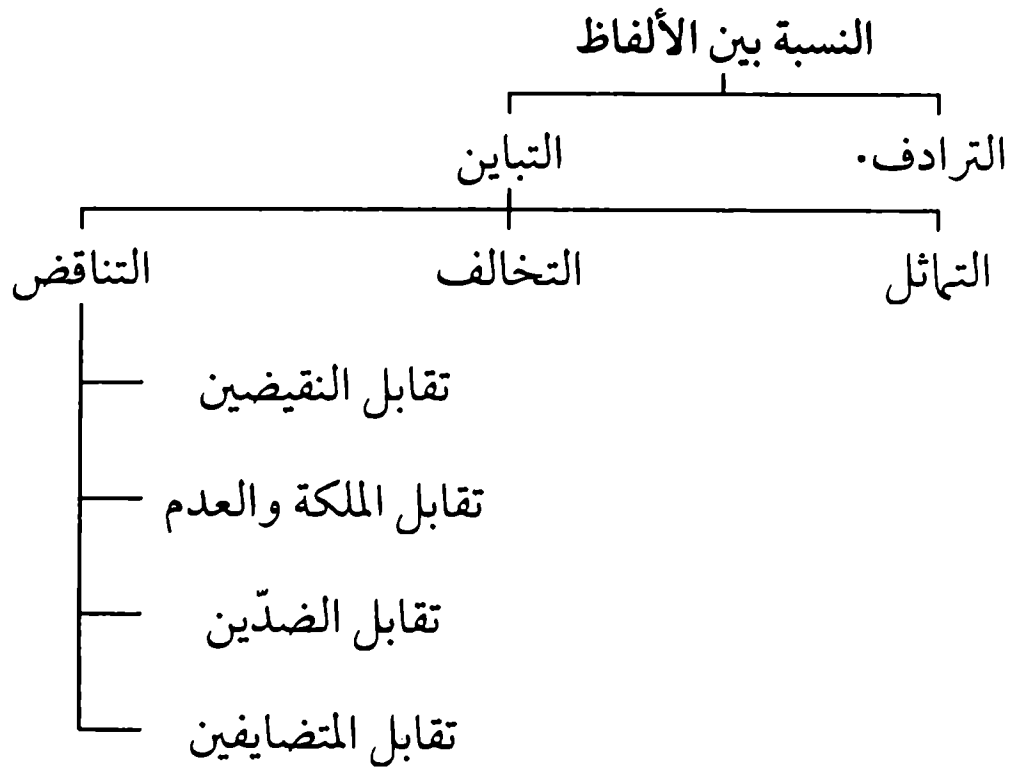 النسبة بين الألفاظ
الترادف.
التباين
التماثل
التخالف
التناقض
تقابل النقيضين
تقابل الملكة والعدم
تقابل الضدّين
تقابل المتضايفين